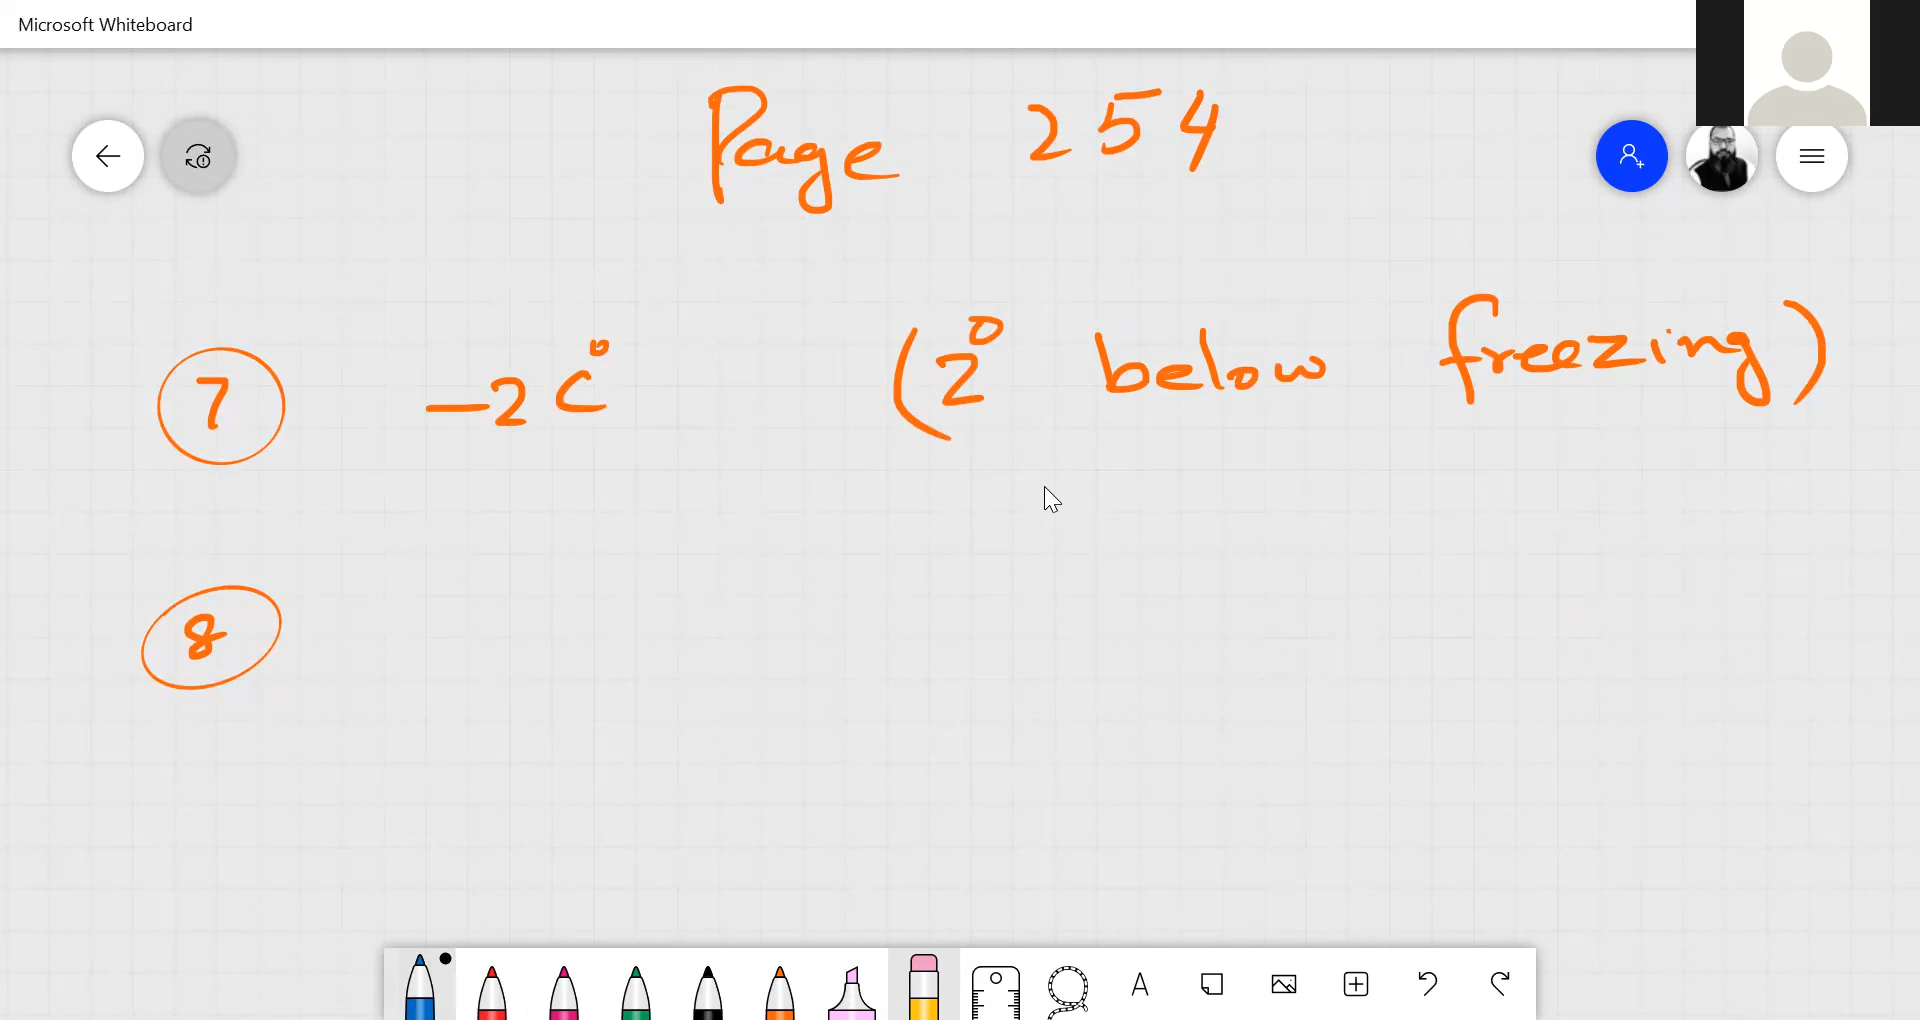 Microsoft Whiteboard
Page 254
7 -2 C° (2° below freezing)
8
A